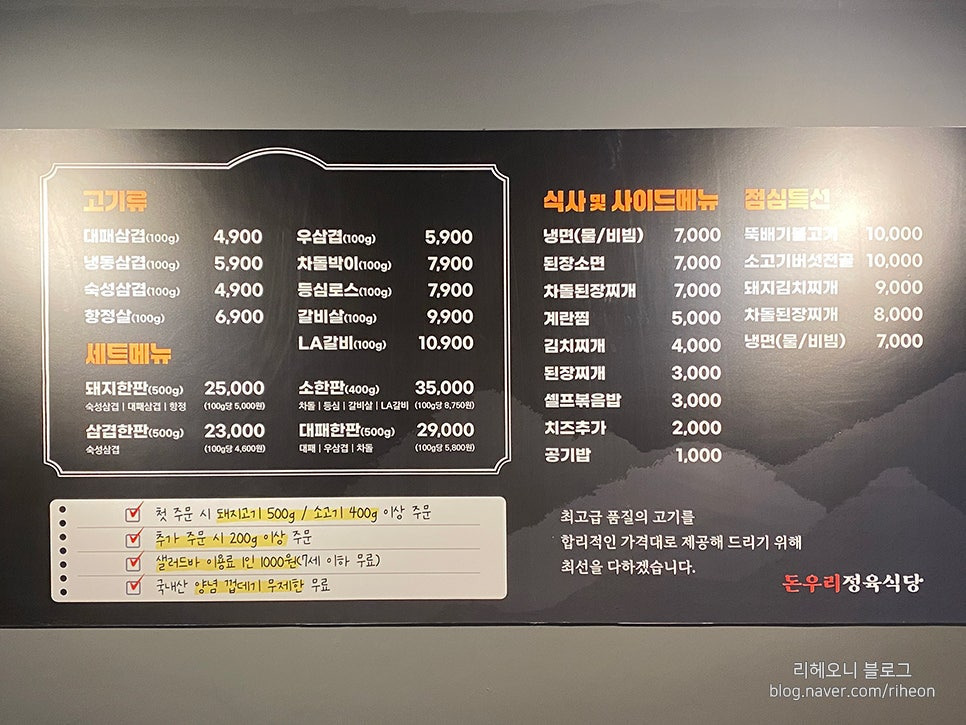 고기류
대패삼겹(100g) 4,900
냉동삼겹(100g) 5,900
숙성삼겹(100g) 4,900
항정살(100g) 6,900
우삼겹(100g) 5,900
차돌박이(100g) 7,900
등심로스(100g) 7,900
갈비살(100g) 9,900
LA갈비(100g) 10.900
세트메뉴
돼지한판(500g) 25,000
숙성삼겹 | 대패삼겹 | 항정 (100g당 5,000원)
삼겹한판(500g) 23,000
숙성삼겹 (100g당 4,600원)
소한판(400g) 35,000
차돌 | 등심 | 갈비살 | LA갈비 (100g당 8,750원)
대패한판(500g) 29,000
대패 | 우삼겹 | 차돌 (100g당 5,800원)
식사 및 사이드메뉴
냉면(물/비빔) 7,000
된장소면 7,000
차돌된장찌개 7,000
계란찜 5,000
김치찌개 4,000
된장찌개 3,000
셀프볶음밥 3,000
치즈추가 2,000
공기밥 1,000
점심특선
뚝배기불고기 10,000
소고기버섯전골 10,000
돼지김치찌개 9,000
차돌된장찌개 8,000
냉면(물/비빔) 7,000
첫 주문 시 돼지고기 500g / 소고기 400g 이상 주문
추가 주문 시 200g 이상 주문
샐러드바 이용료 1인 1000원(7세 이하 무료)
국내산 양념 껍데기 무제한 무료
최고급 품질의 고기를
합리적인 가격대로 제공해 드리기 위해
최선을 다하겠습니다.
돈우리정육식당
리헤오니 블로그
blog.naver.com/riheon